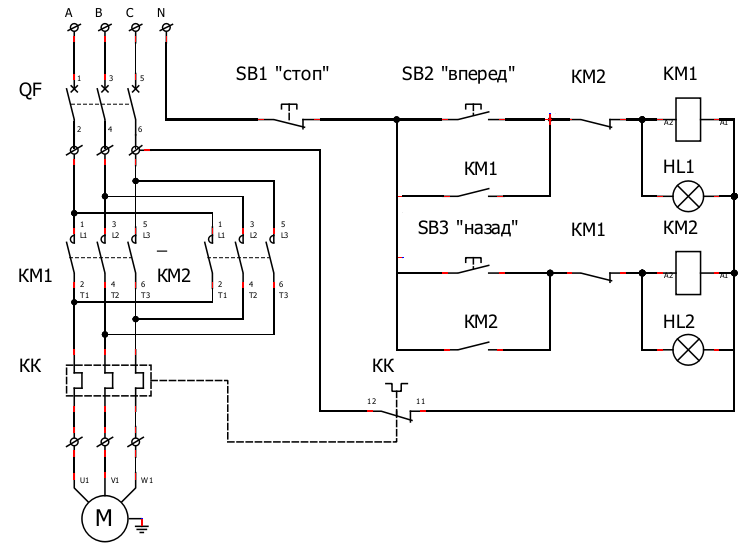 A B C N
SB1 "стоп" SB2 "вперед" KM2 KM1
QF
1 3 5
2 4 6
A2 A1
KM1 HL1
SB3 "назад" KM1 KM2
1 3 5 1 3 5
L1 L2 L3 L1 L2 L3
KM1 KM2
2 4 6 2 4 6
T1 T2 T3 T1 T2 T3
A2 A1
KM2 HL2
KK KK
12 11
U1 V1 W1
M